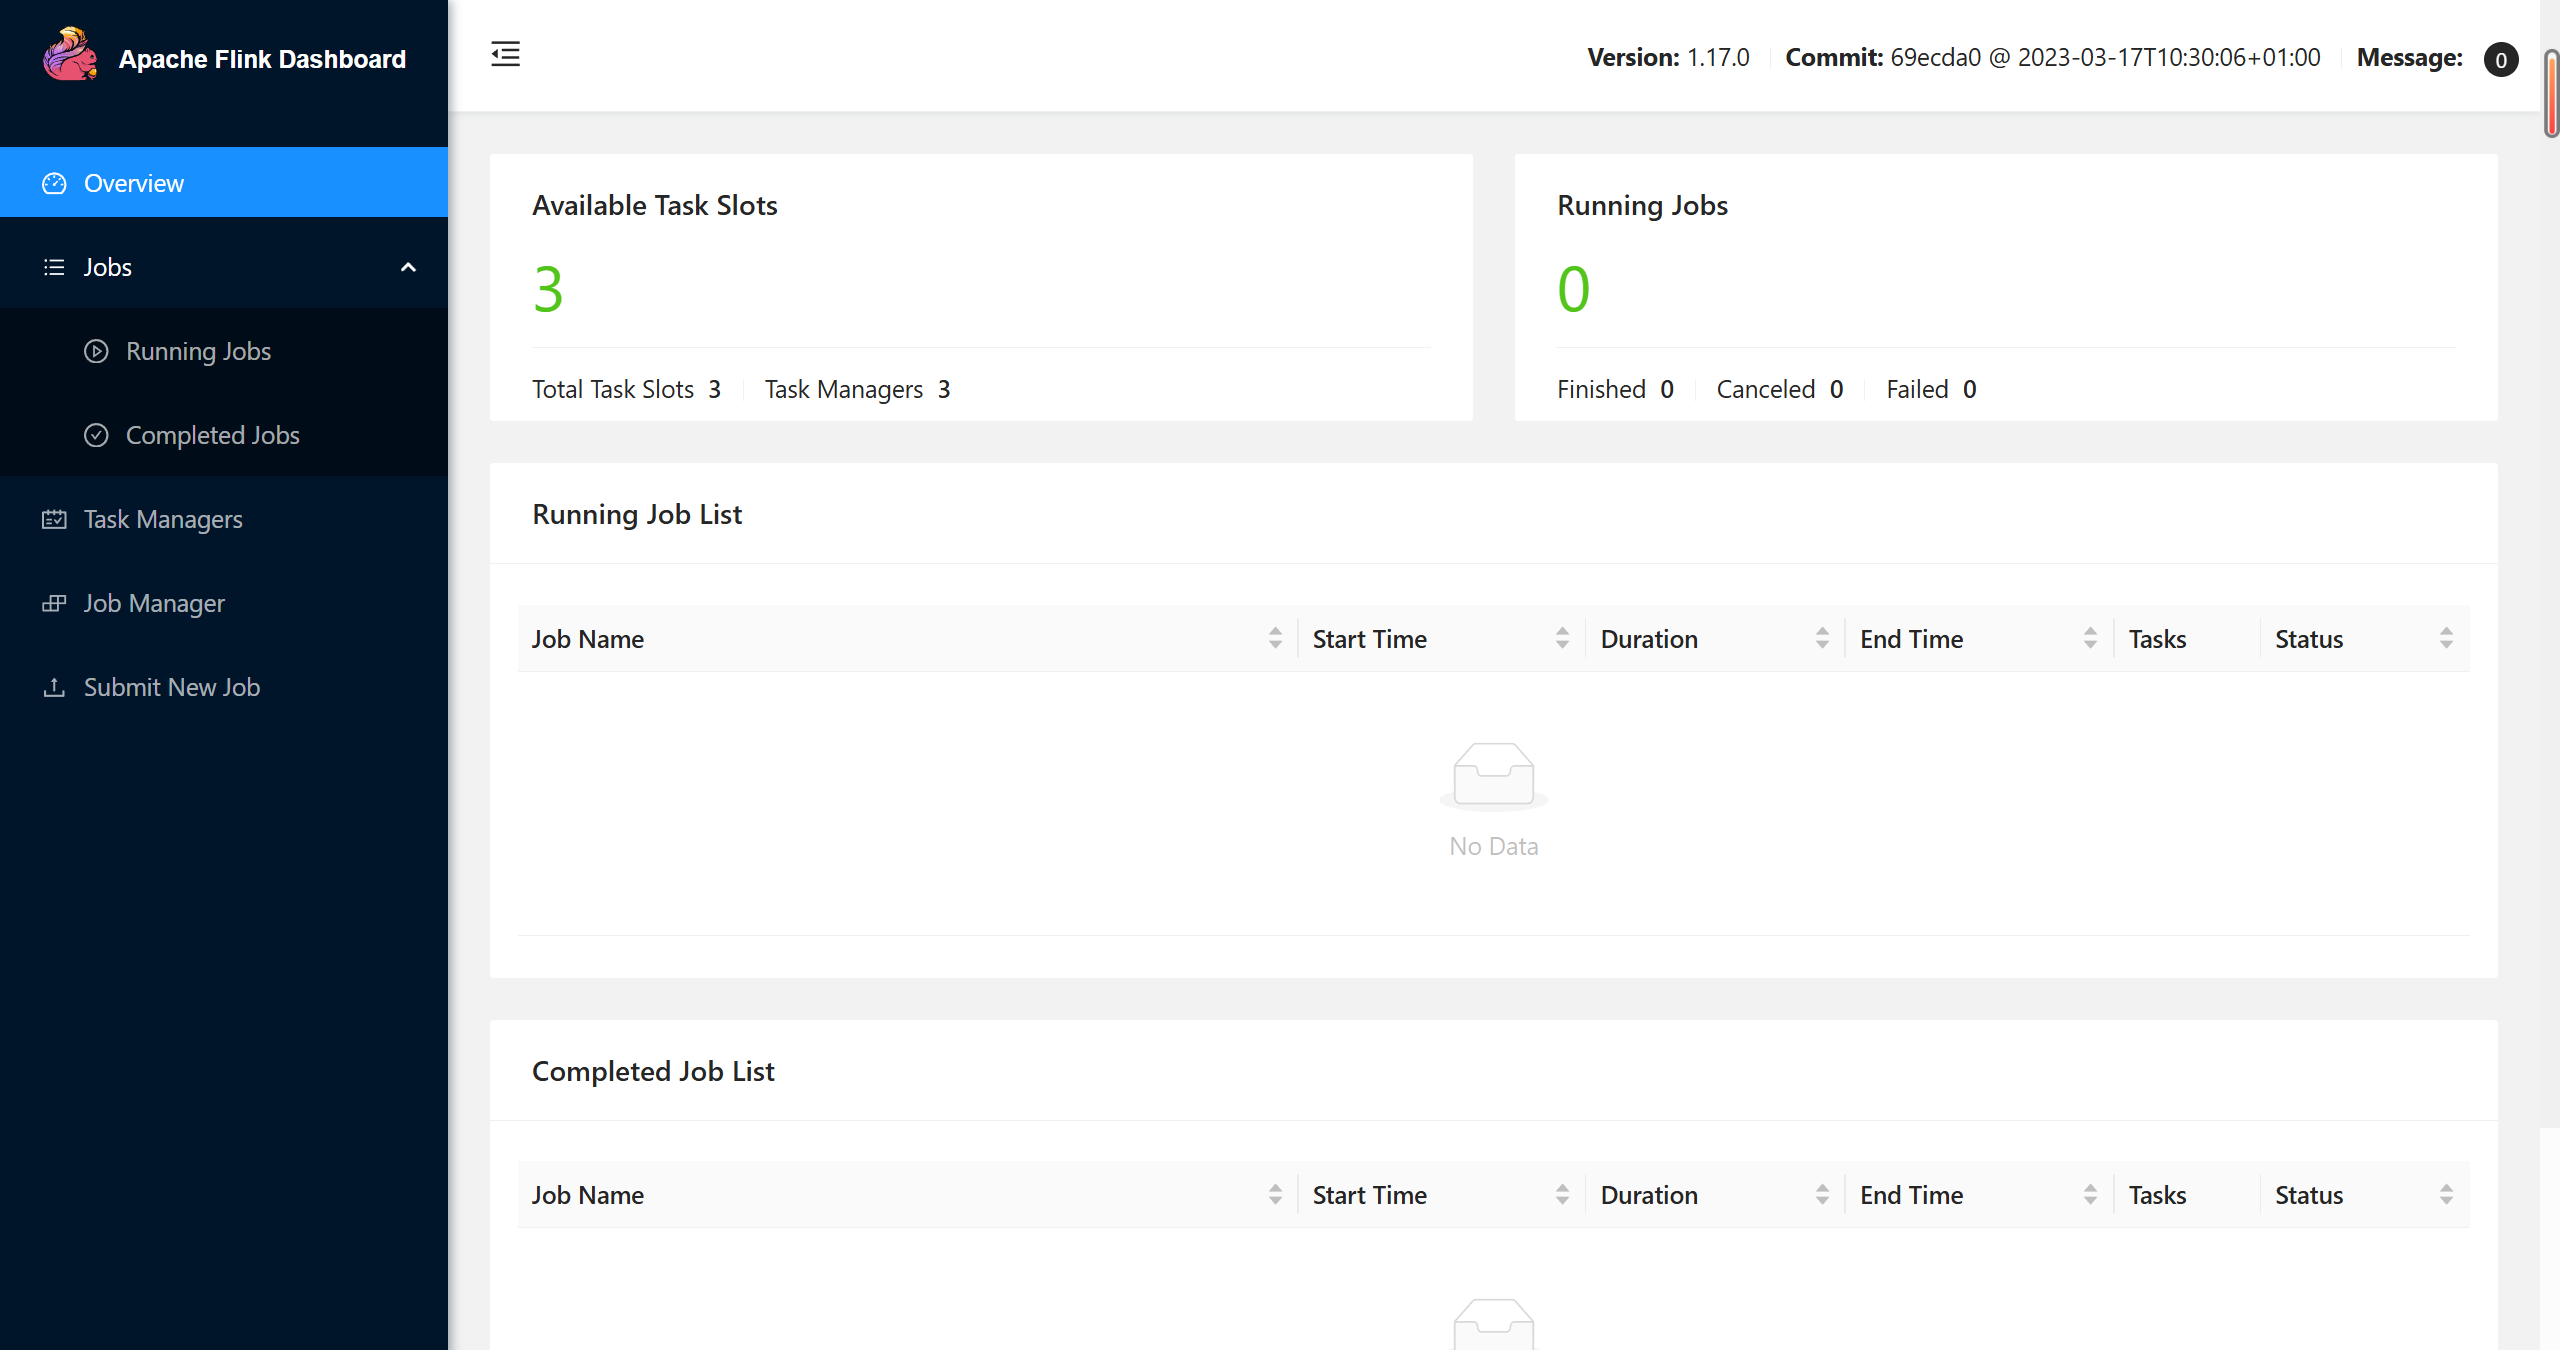 Apache Flink Dashboard
Version: 1.17.0 Commit: 69ecda0 @ 2023-03-17T10:30:06+01:00 Message: 0
Overview
Jobs
Running Jobs
Completed Jobs
Task Managers
Job Manager
Submit New Job
Available Task Slots
3
Total Task Slots 3 Task Managers 3
Running Jobs
0
Finished 0 Canceled 0 Failed 0
Running Job List
Job Name Start Time Duration End Time Tasks Status
No Data
Completed Job List
Job Name Start Time Duration End Time Tasks Status